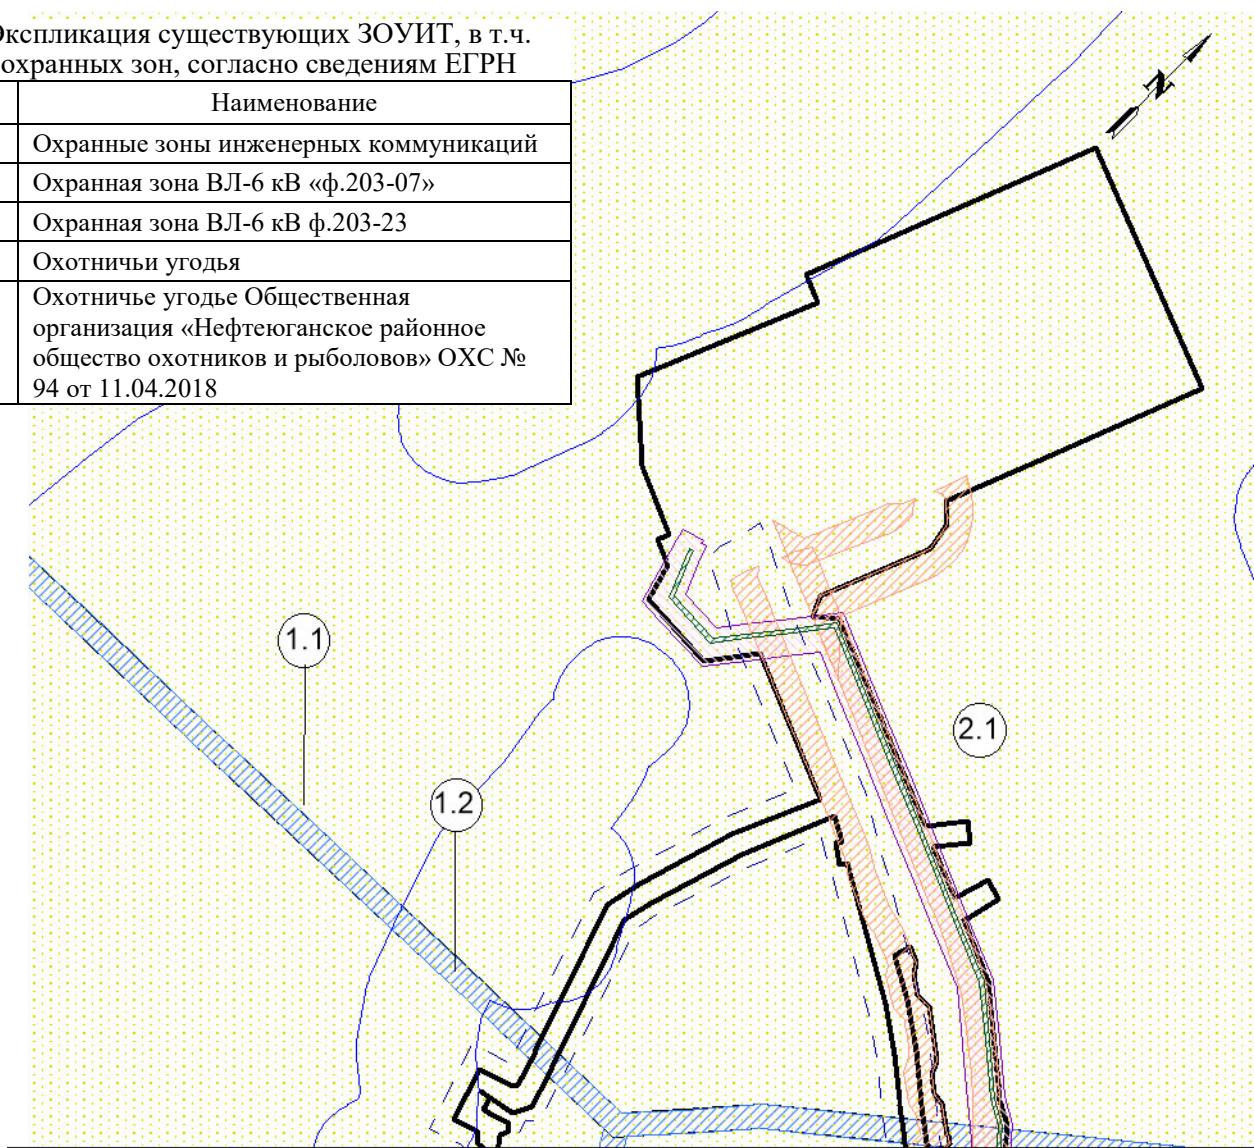 Экспликация существующих ЗОУИТ, в т.ч.
охранных зон, согласно сведениям ЕГРН
Наименование
Охранные зоны инженерных коммуникаций
Охранная зона ВЛ-6 кВ «ф.203-07»
Охранная зона ВЛ-6 кВ ф.203-23
Охотничьи угодья
Охотничье угодье Общественная
организация «Нефтеюганское районное
общество охотников и рыболовов» ОХС №
94 от 11.04.2018
N
1.1
2.1
1.2